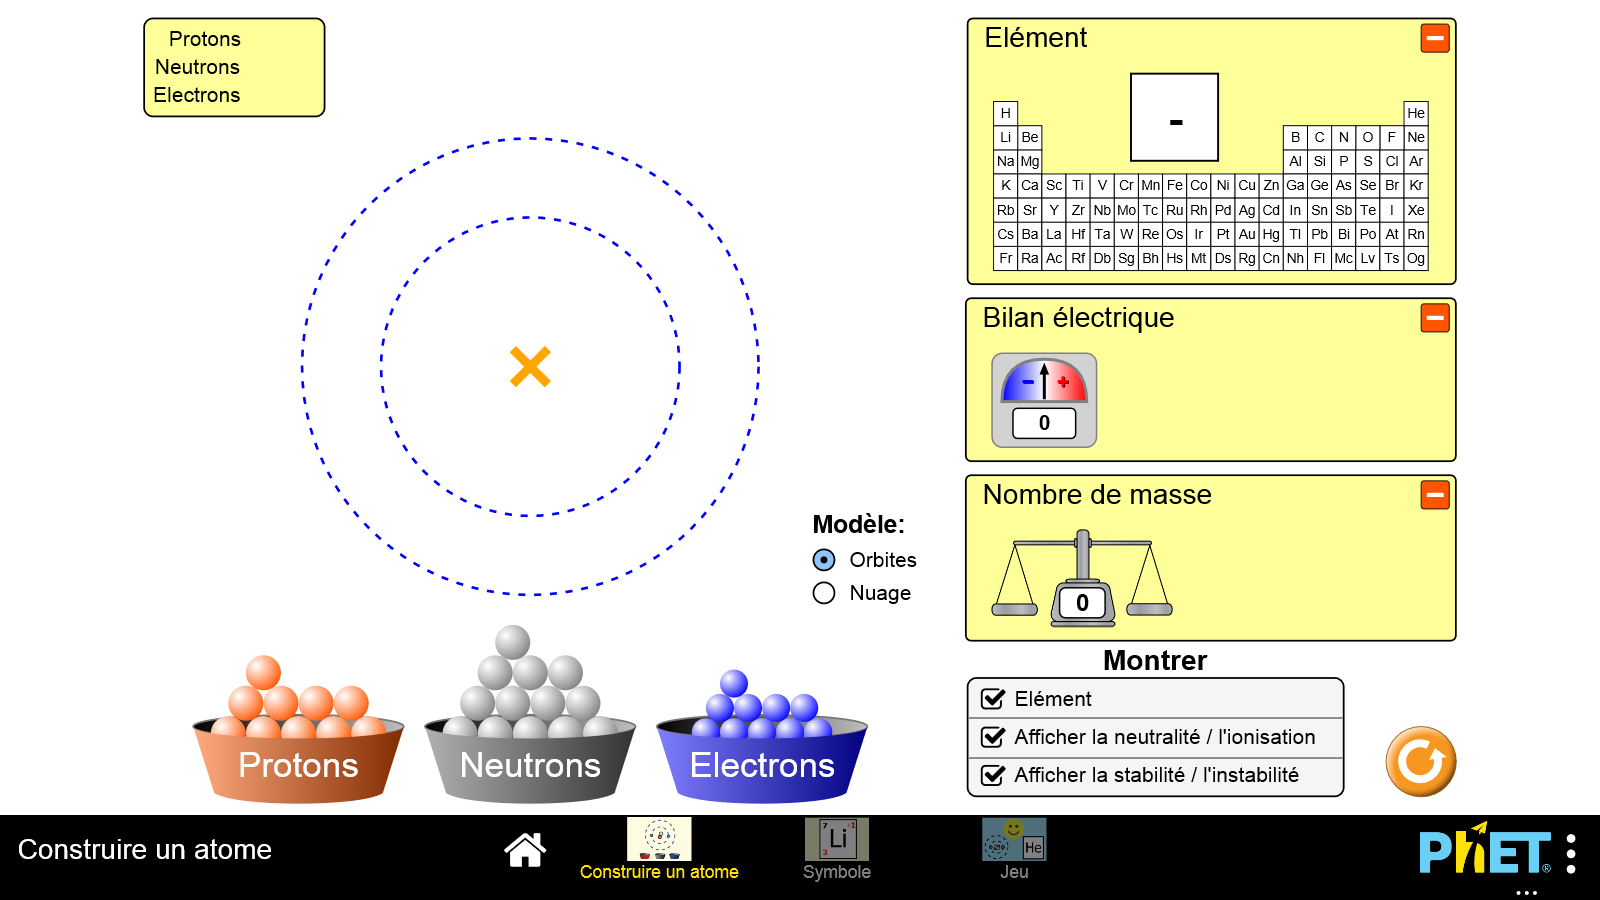 Protons
Neutrons
Electrons
Elément
-
H He
Li Be B C N O F Ne
Na Mg Al Si P S Cl Ar
K Ca Sc Ti V Cr Mn Fe Co Ni Cu Zn Ga Ge As Se Br Kr
Rb Sr Y Zr Nb Mo Tc Ru Rh Pd Ag Cd In Sn Sb Te I Xe
Cs Ba La Hf Ta W Re Os Ir Pt Au Hg Tl Pb Bi Po At Rn
Fr Ra Ac Rf Db Sg Bh Hs Mt Ds Rg Cn Nh Fl Mc Lv Ts Og
Bilan électrique
- +
0
Nombre de masse
0
Modèle:
Orbites
Nuage
Montrer
Elément
Afficher la neutralité / l'ionisation
Afficher la stabilité / l'instabilité
Protons
Neutrons
Electrons
Construire un atome
Construire un atome
7 +1
Li
3
Symbole
He
Jeu
PhET®